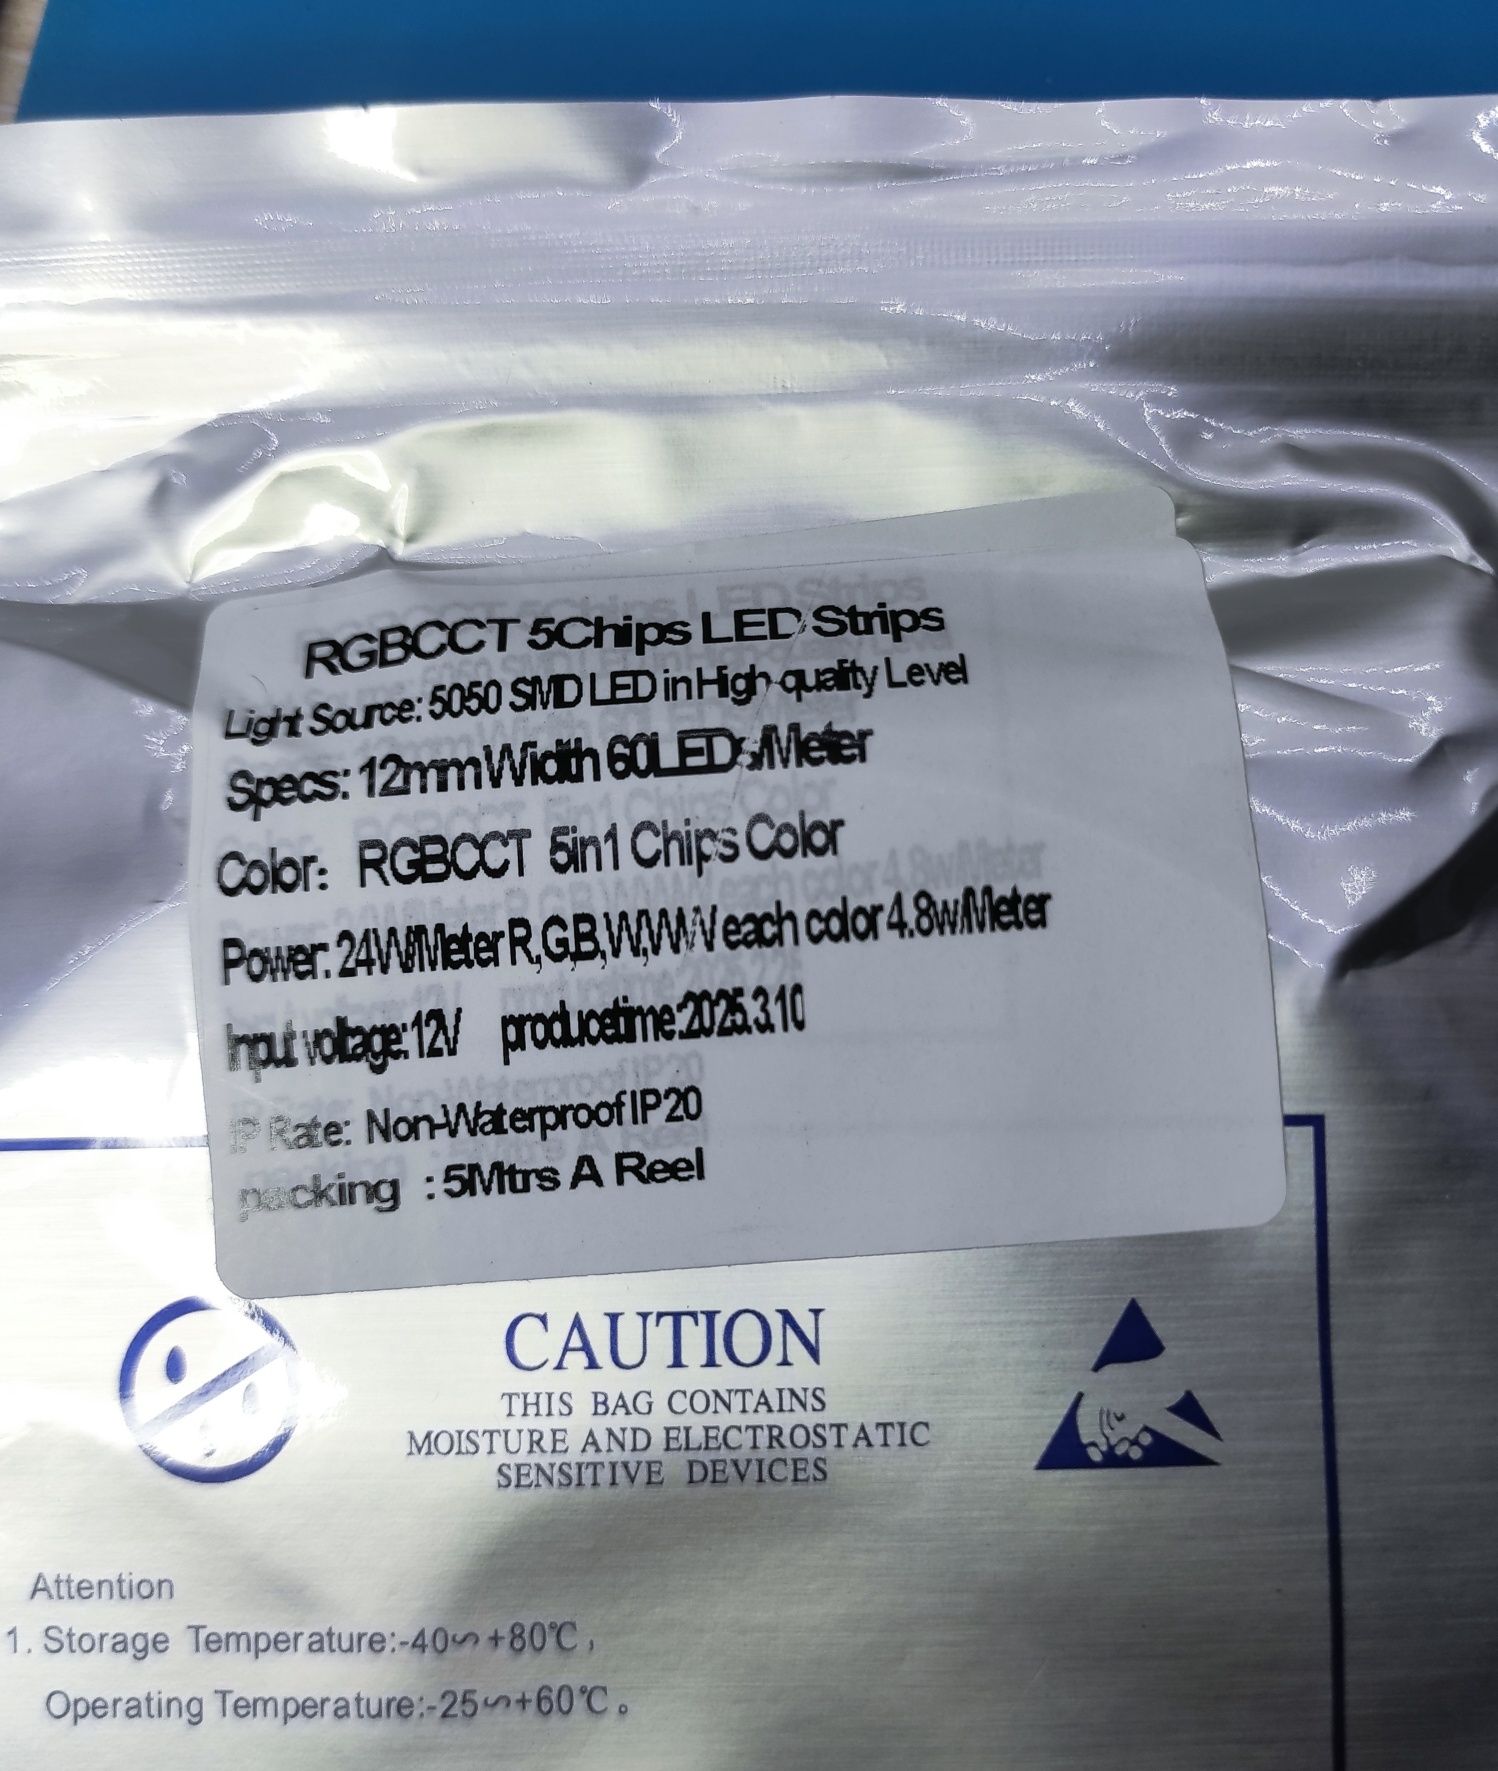 RGBCCT 5Chips LED Strips
Light Source: 5050 SMD LED in High-quality Level
Specs: 12mm Width 60LEDs/Meter
Color: RGBCCT 5in1 Chips Color
Power: 24W/Meter R,G,B,W,WW each color 4.8w/Meter
Input voltage:12V producetime:2025.3.10
IP Rate: Non-Waterproof IP20
packing : 5Mtrs A Reel
CAUTION
THIS BAG CONTAINS
MOISTURE AND ELECTROSTATIC
SENSITIVE DEVICES
Attention
1. Storage Temperature:-40∽+80℃,
Operating Temperature:-25∽+60℃。